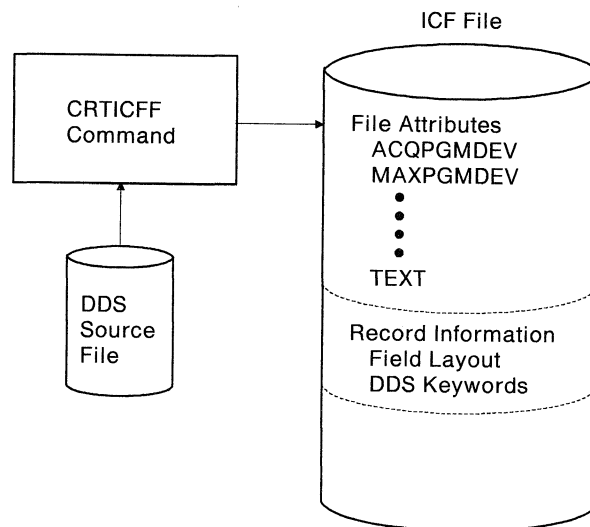 ICF File
CRTICFF
Command
File Attributes
ACQPGMDEV
MAXPGMDEV
TEXT
DDS
Source
File
Record Information
Field Layout
DDS Keywords